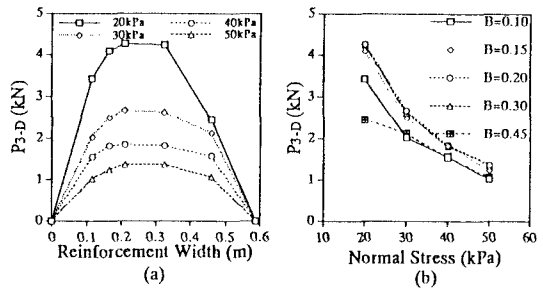 20kPa
40kPa
30kPa
50kPa
P3-D (kN)
5
4
3
2
1
0
0 0.1 0.2 0.3 0.4 0.5 0.6
Reinforcement Width (m)
(a)
B=0.10
B=0.15
B=0.20
B=0.30
B=0.45
P3-D (kN)
5
4
3
2
1
0
10 20 30 40 50 60
Normal Stress (kPa)
(b)